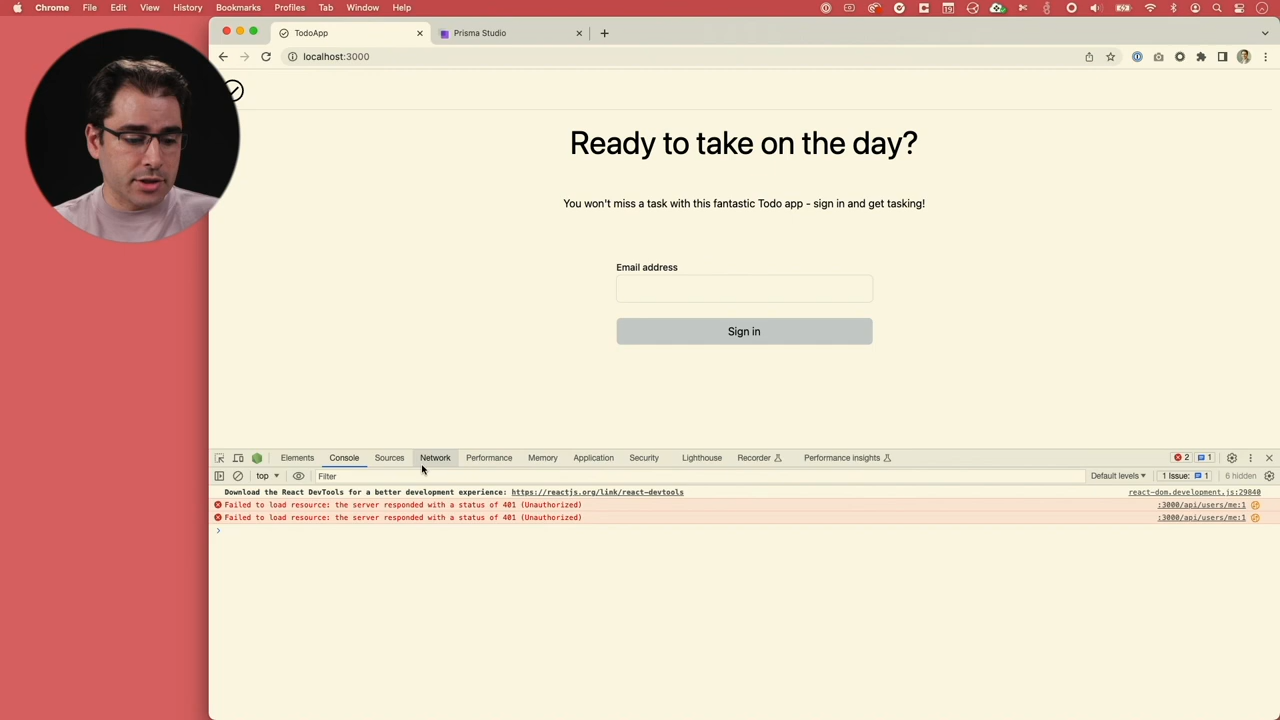 Chrome File Edit View History Bookmarks Profiles Tab Window Help
19
TodoApp
Prisma Studio
localhost:3000
Ready to take on the day?
You won't miss a task with this fantastic Todo app - sign in and get tasking!
Email address
Sign in
Elements Console Sources Network Performance Memory Application Security Lighthouse Recorder Performance insights 2 1
top Filter Default levels 1 Issue: 1 6 hidden
Download the React DevTools for a better development experience: https://reactjs.org/link/react-devtools react-dom.development.js:29840
Failed to load resource: the server responded with a status of 401 (Unauthorized) :3000/api/users/me:1
Failed to load resource: the server responded with a status of 401 (Unauthorized) :3000/api/users/me:1